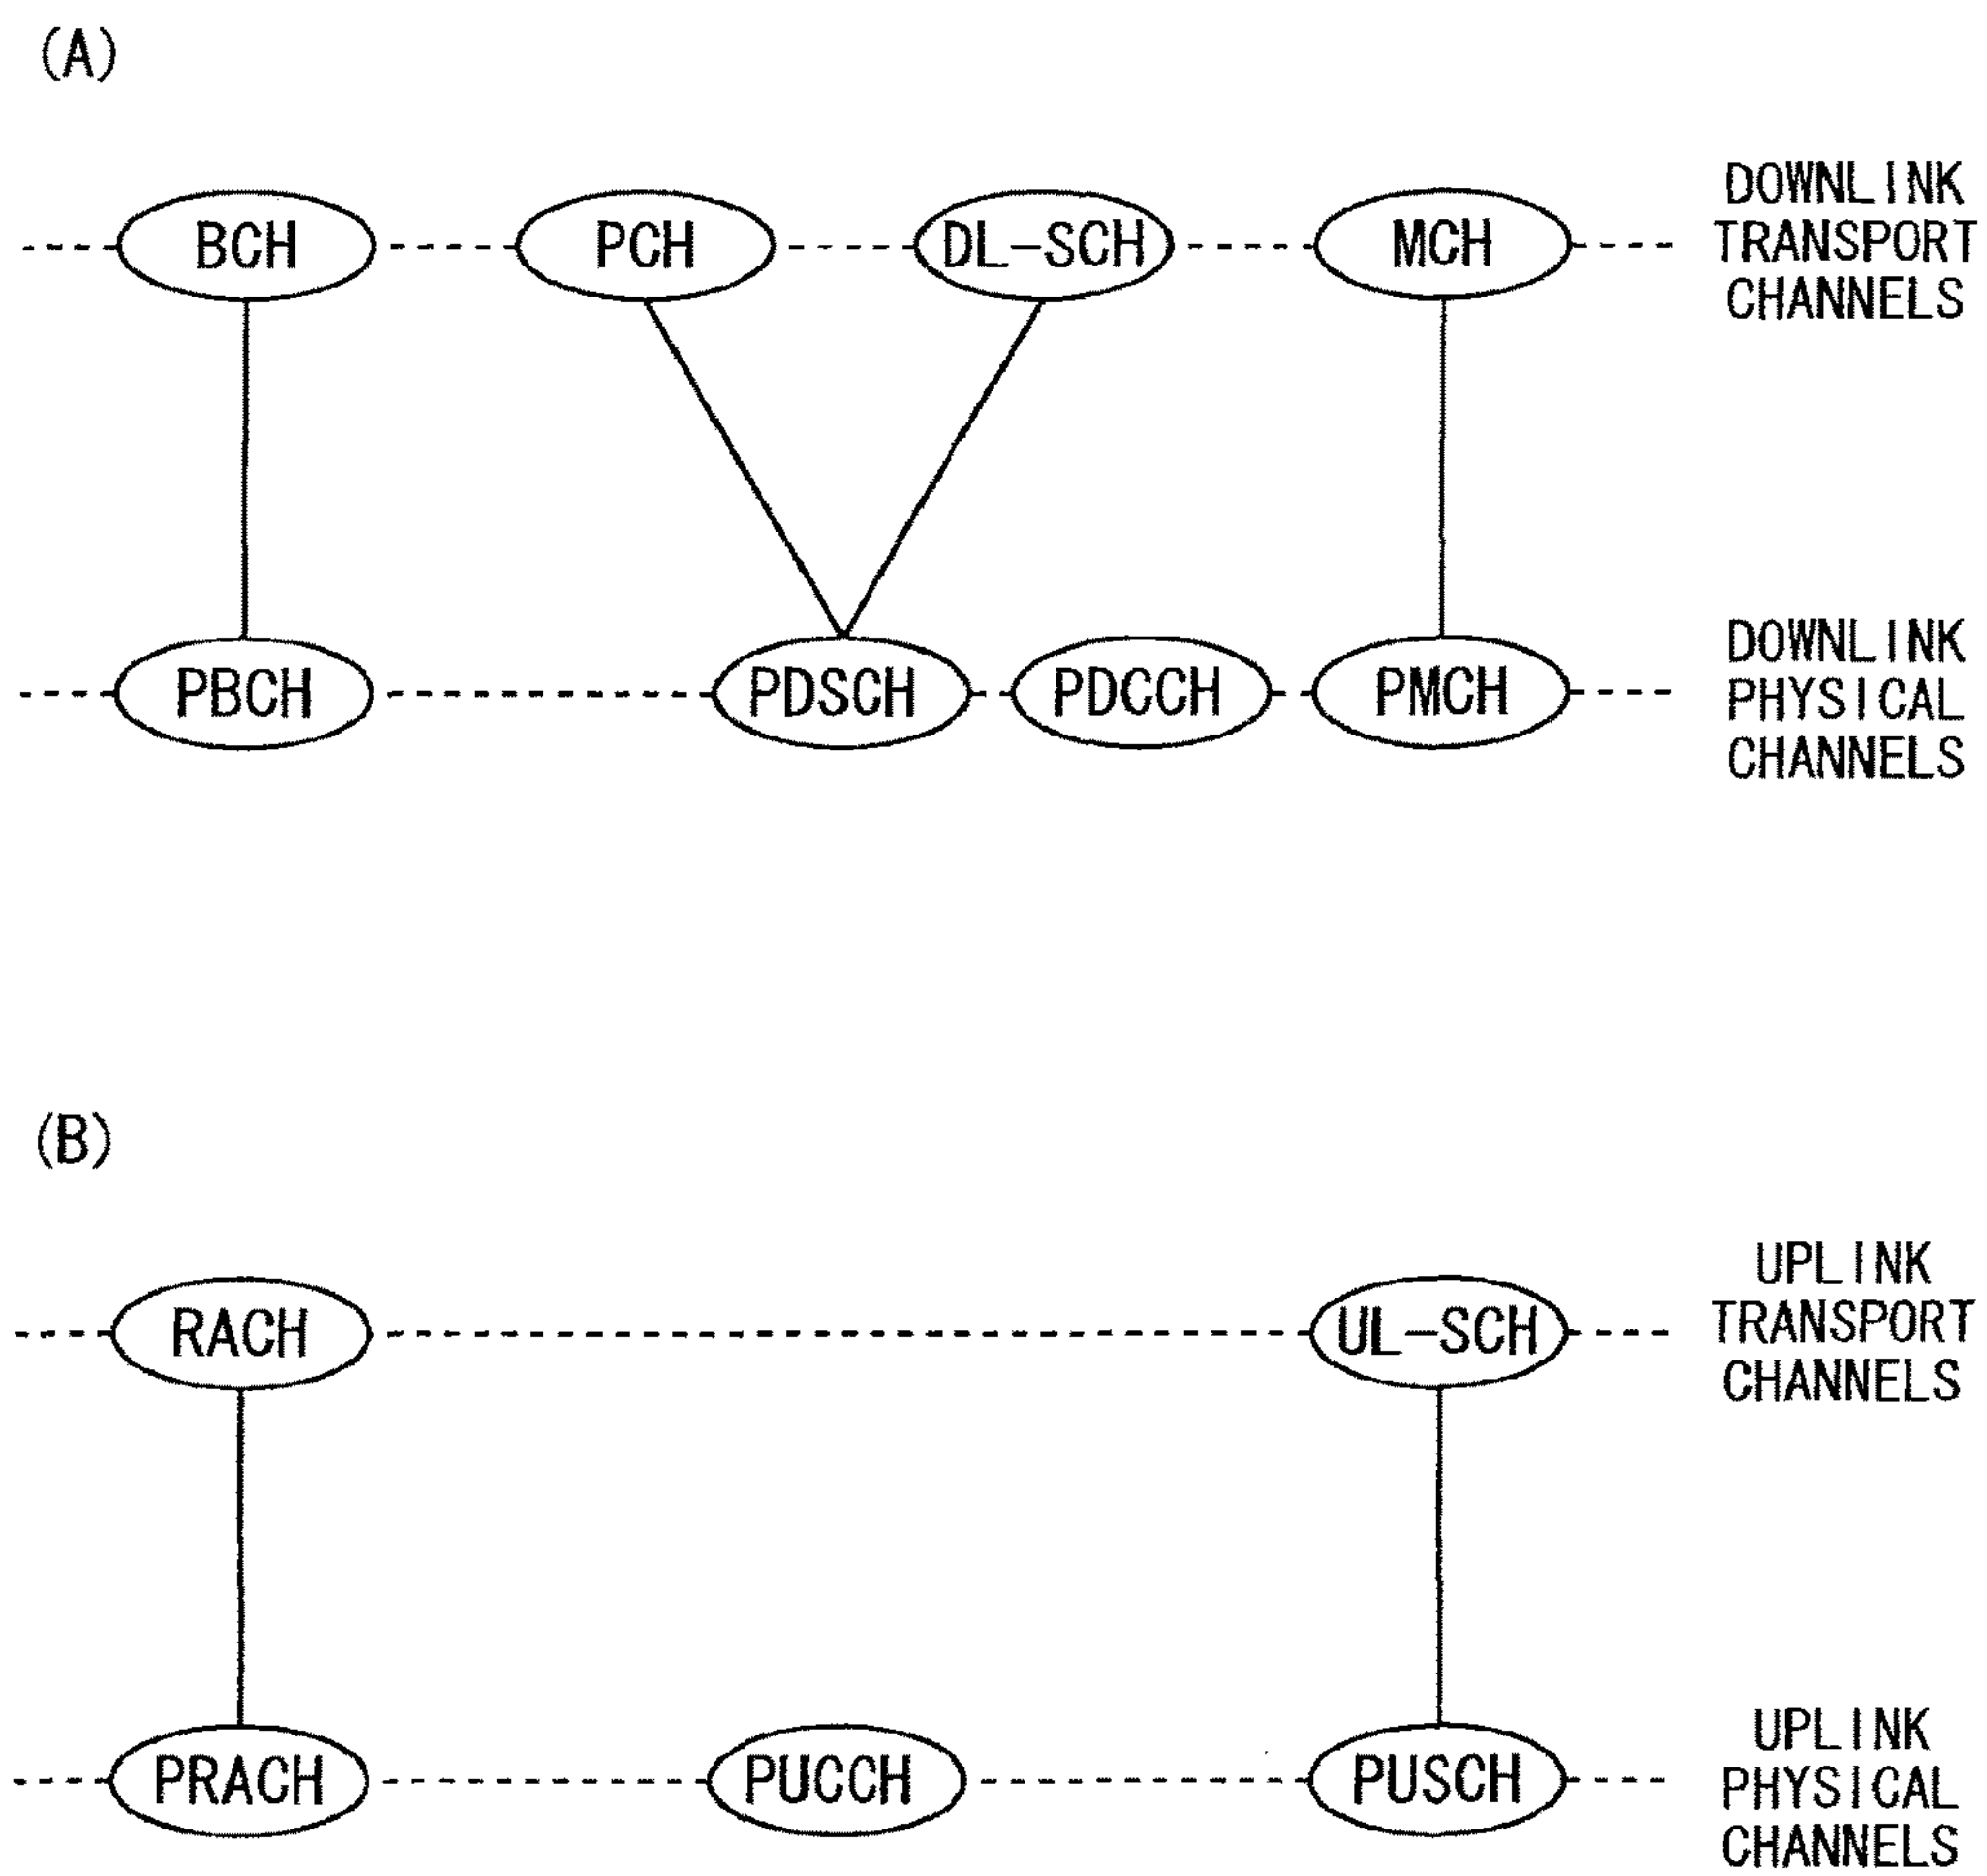 (A)
BCH
PCH
DL-SCH
MCH
DOWNLINK
TRANSPORT
CHANNELS
PBCH
PDSCH
PDCCH
PMCH
DOWNLINK
PHYSICAL
CHANNELS
(B)
RACH
UL-SCH
UPLINK
TRANSPORT
CHANNELS
PRACH
PUCCH
PUSCH
UPLINK
PHYSICAL
CHANNELS